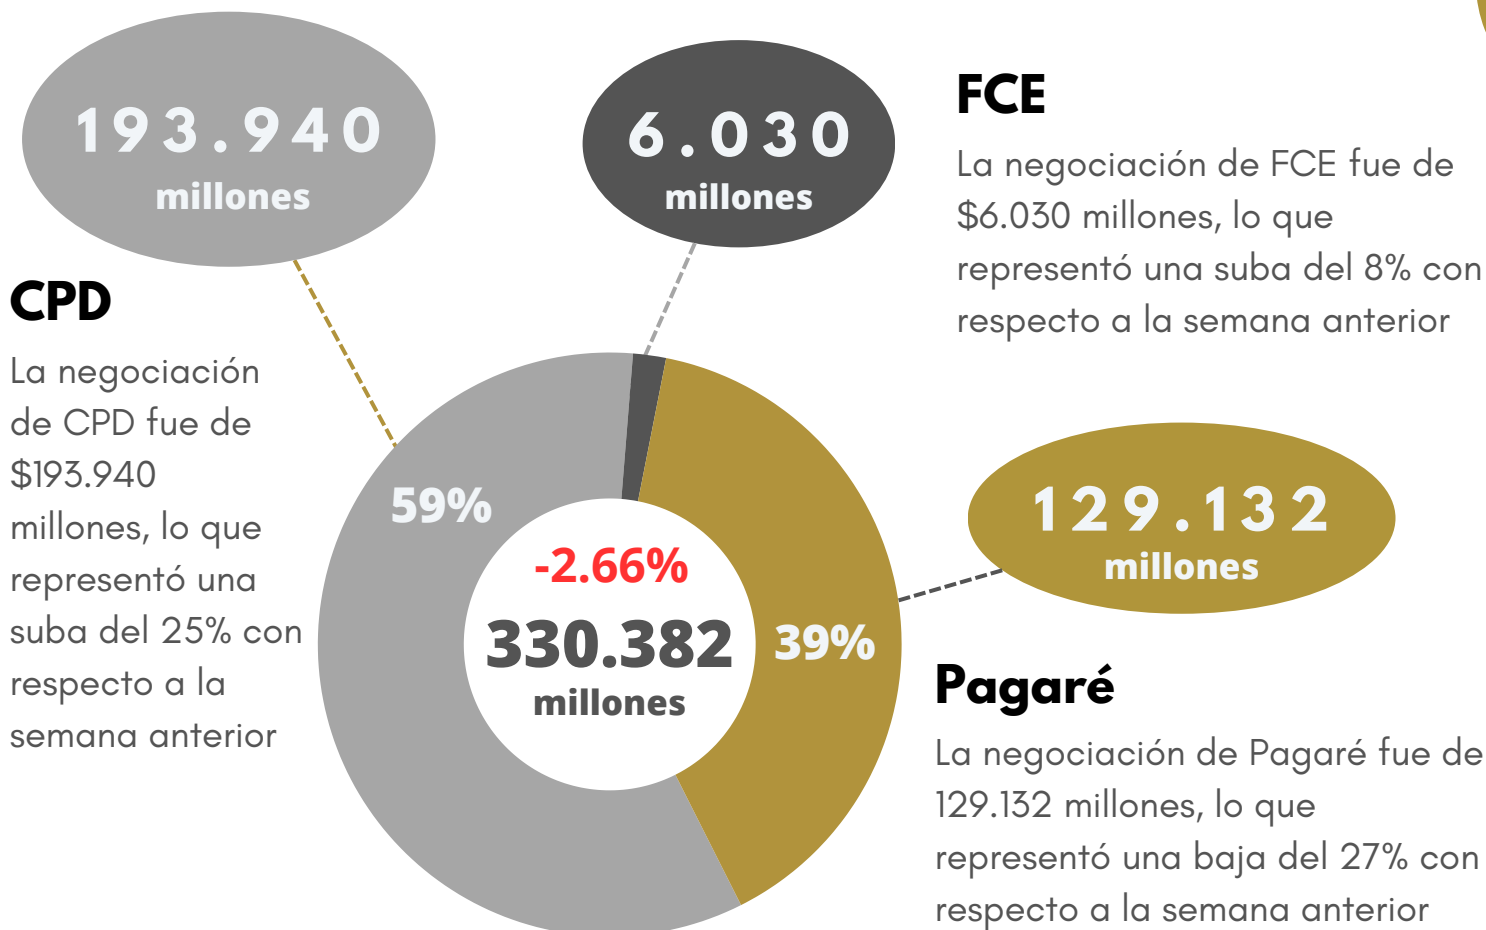 193.940
millones
6.030
millones
FCE
La negociación de FCE fue de
$6.030 millones, lo que
representó una suba del 8% con
respecto a la semana anterior
CPD
La negociación
de CPD fue de
$193.940
millones, lo que
representó una
suba del 25% con
respecto a la
semana anterior
59%
-2.66%
330.382
millones
39%
129.132
millones
Pagaré
La negociación de Pagaré fue de
129.132 millones, lo que
representó una baja del 27% con
respecto a la semana anterior